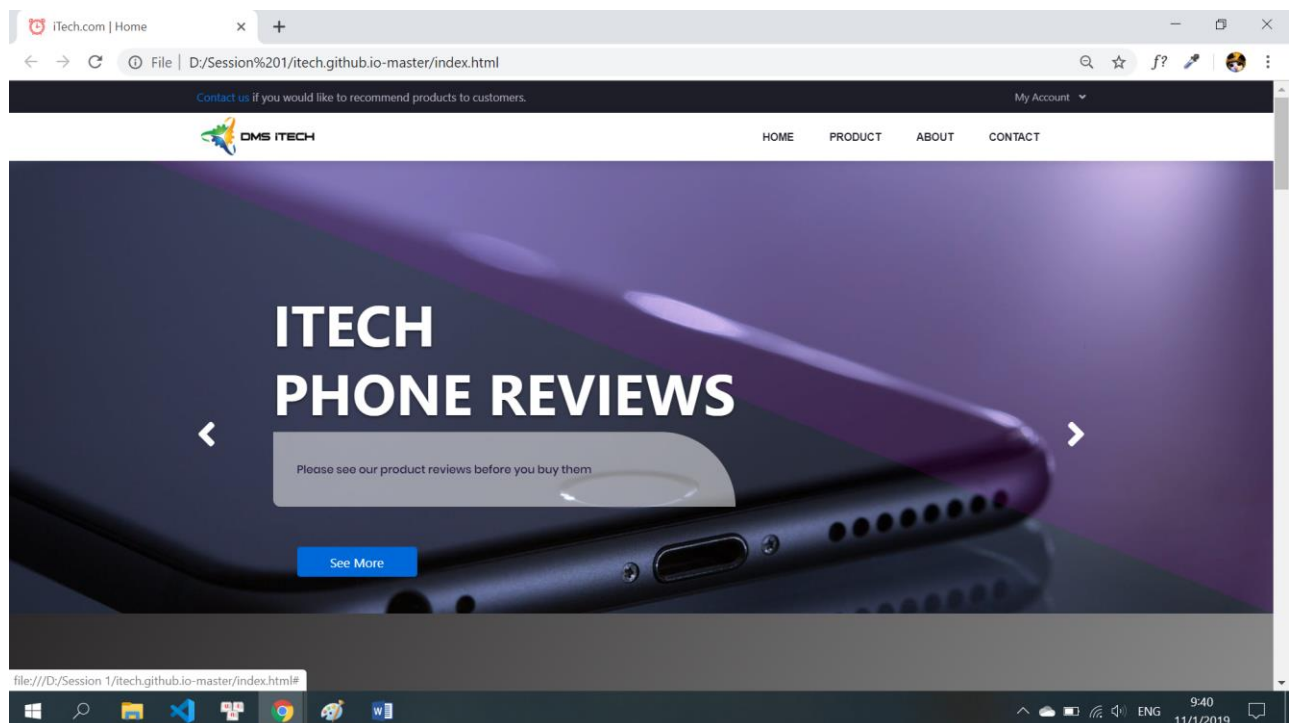 iTech.com | Home
File | D:/Session%201/itech.github.io-master/index.html
f?
Contact us if you would like to recommend products to customers.
My Account
DMS ITECH
HOME PRODUCT ABOUT CONTACT
ITECH
PHONE REVIEWS
Please see our product reviews before you buy them
See More
file:///D:/Session 1/itech.github.io-master/index.html#
ENG
9:40
11/1/2019